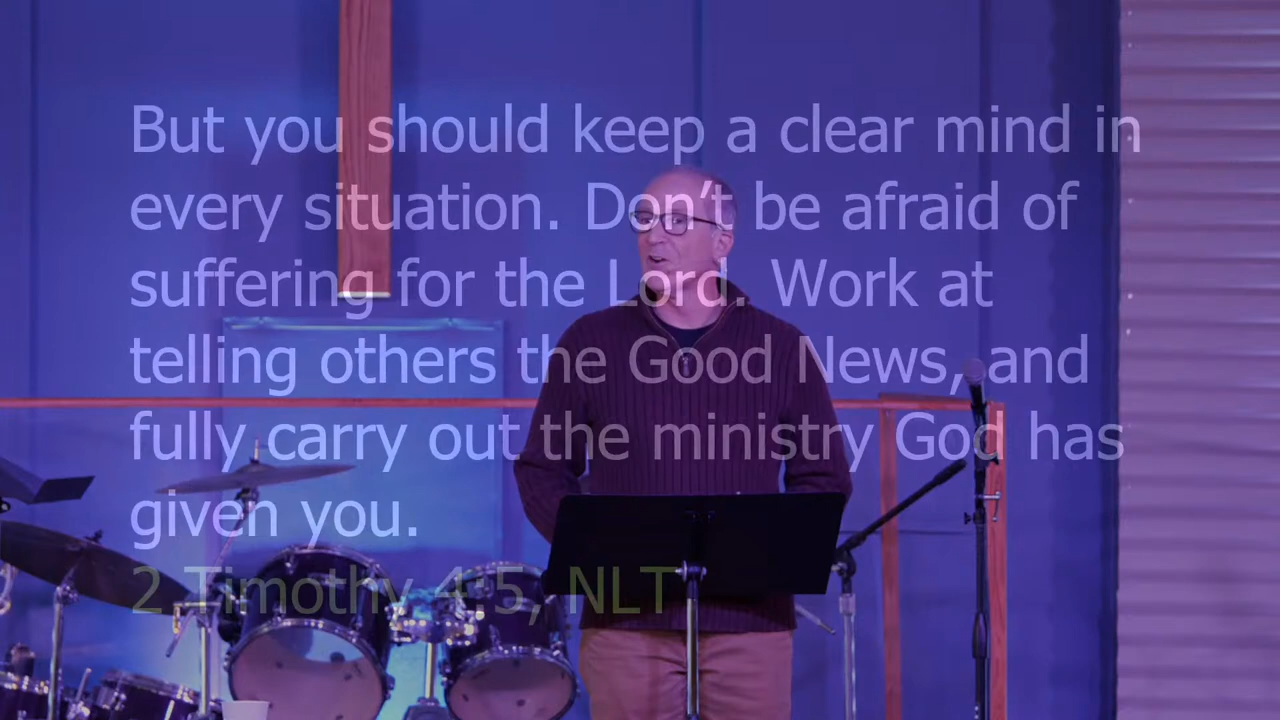 But you should keep a clear mind in
every situation. Don’t be afraid of
suffering for the Lord. Work at
telling others the Good News, and
fully carry out the ministry God has
given you.
2 Timothy 4:5, NLT